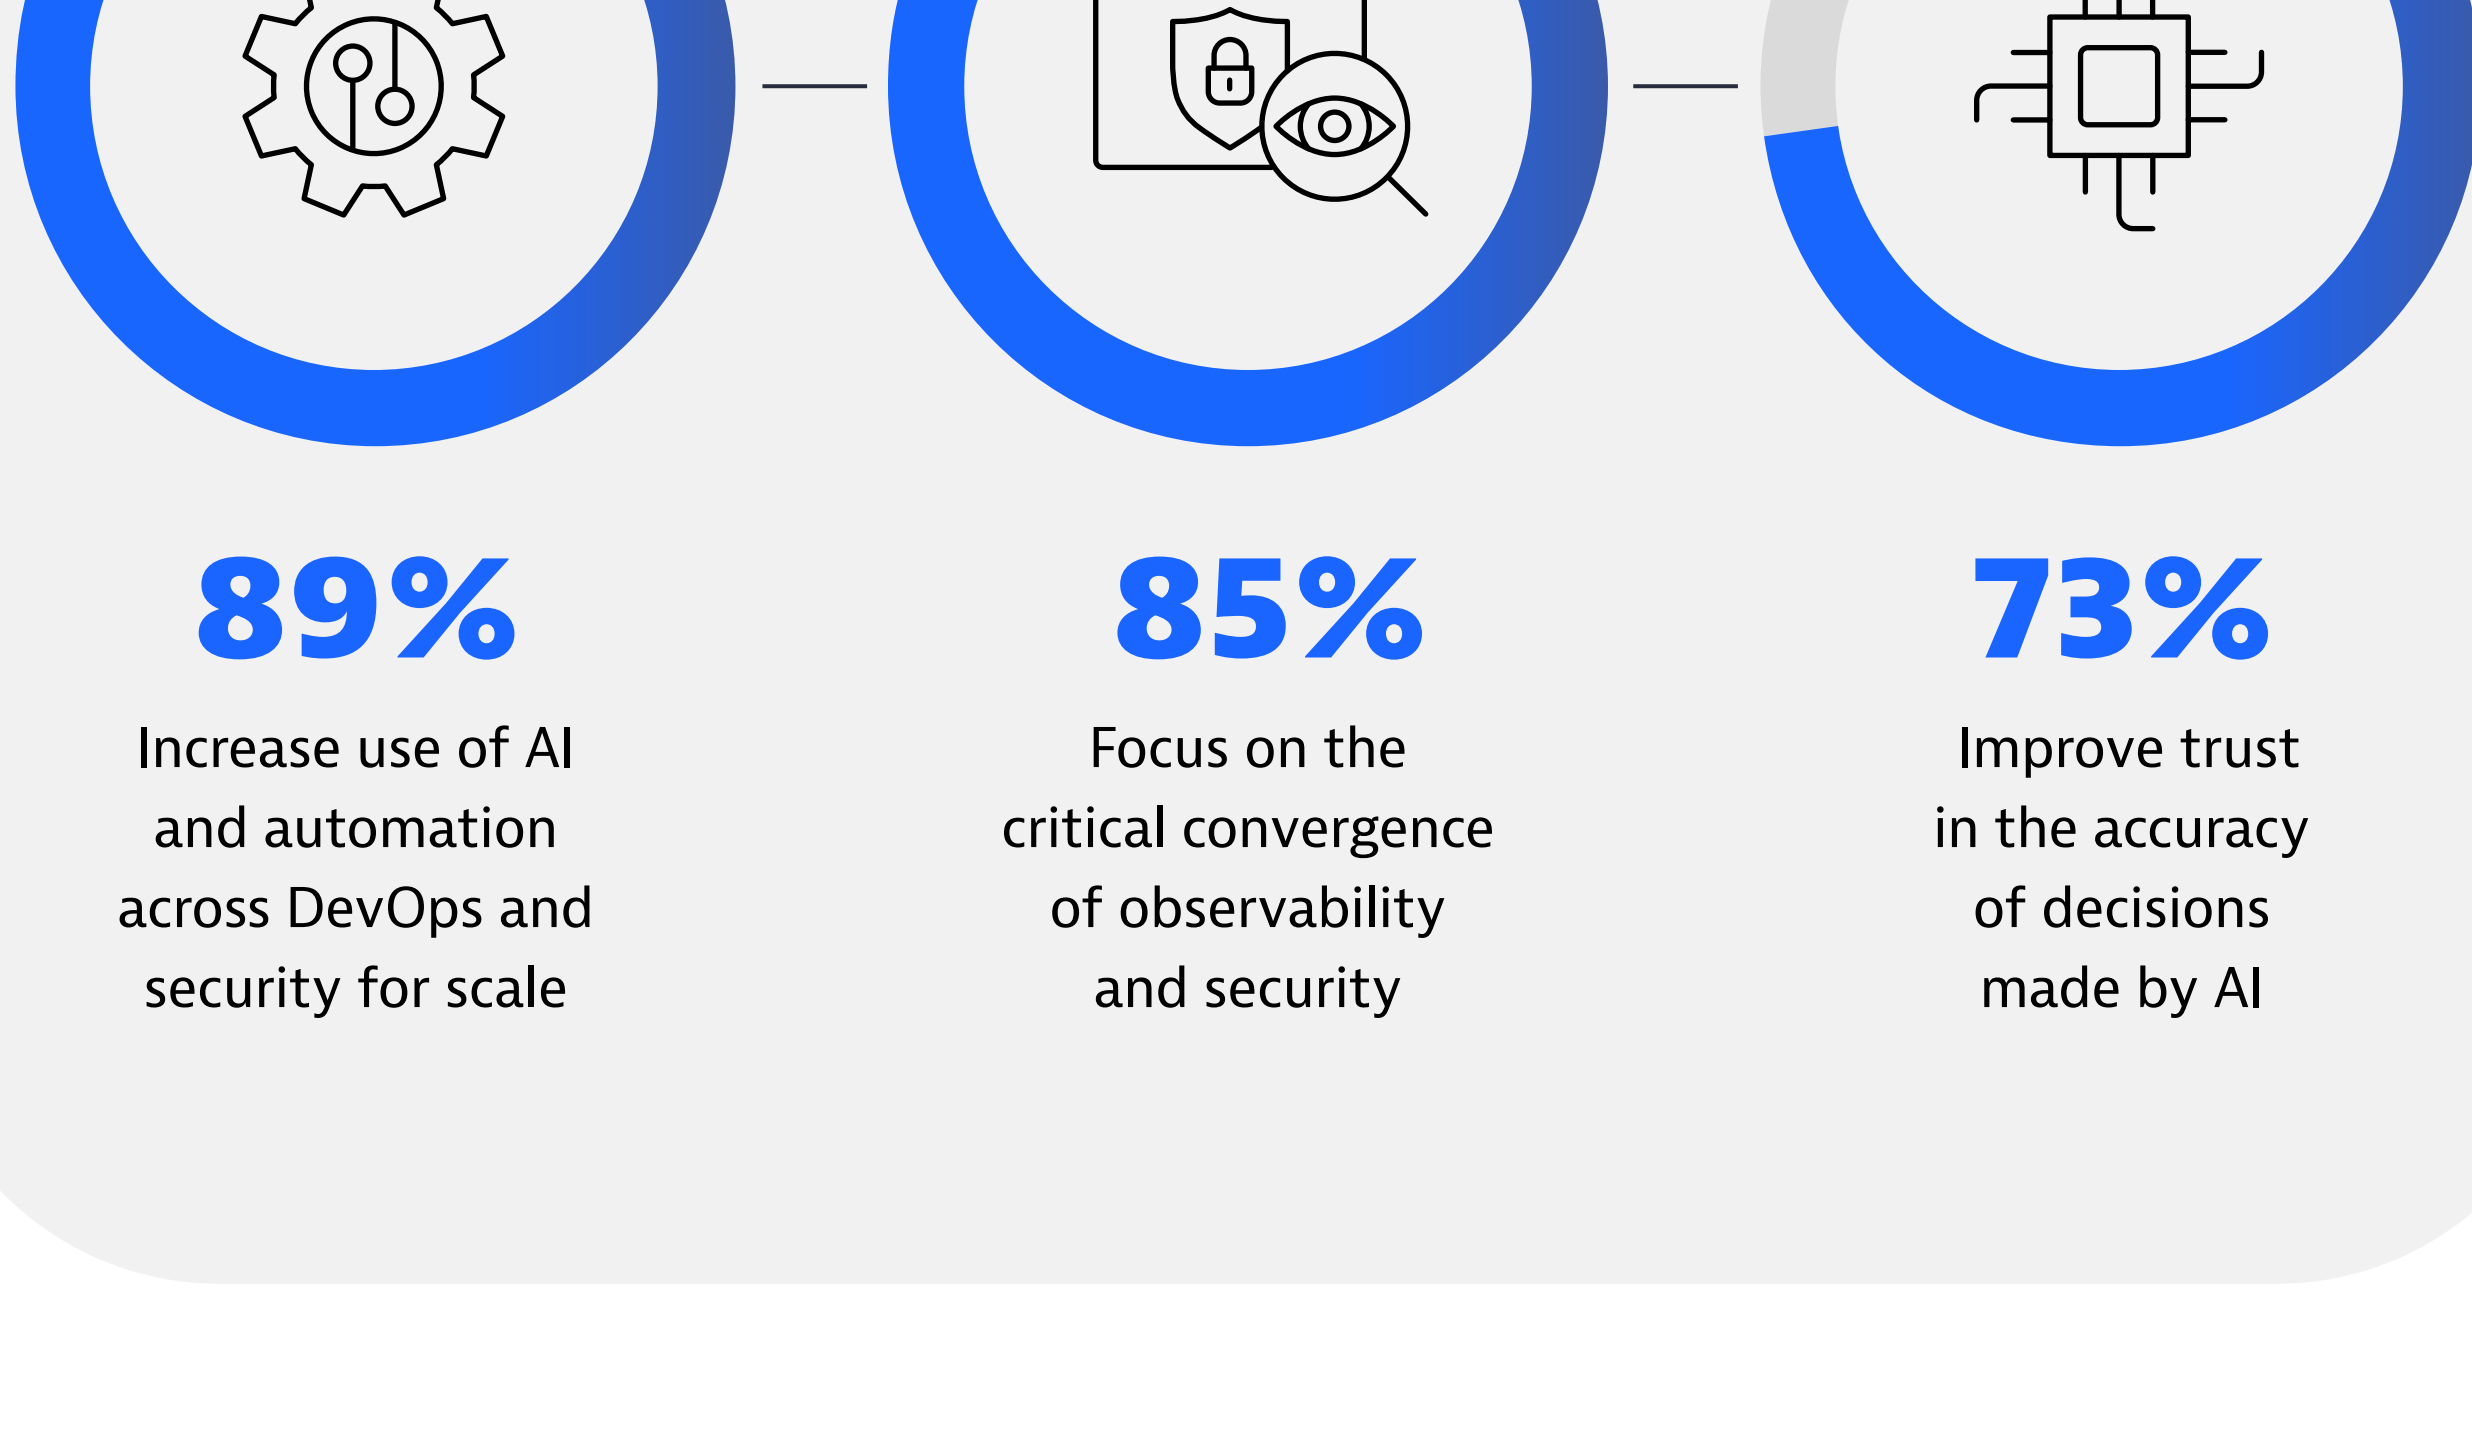 89%
Increase use of AI
and automation
across DevOps and
security for scale
85%
Focus on the
critical convergence
of observability
and security
73%
Improve trust
in the accuracy
of decisions
made by AI